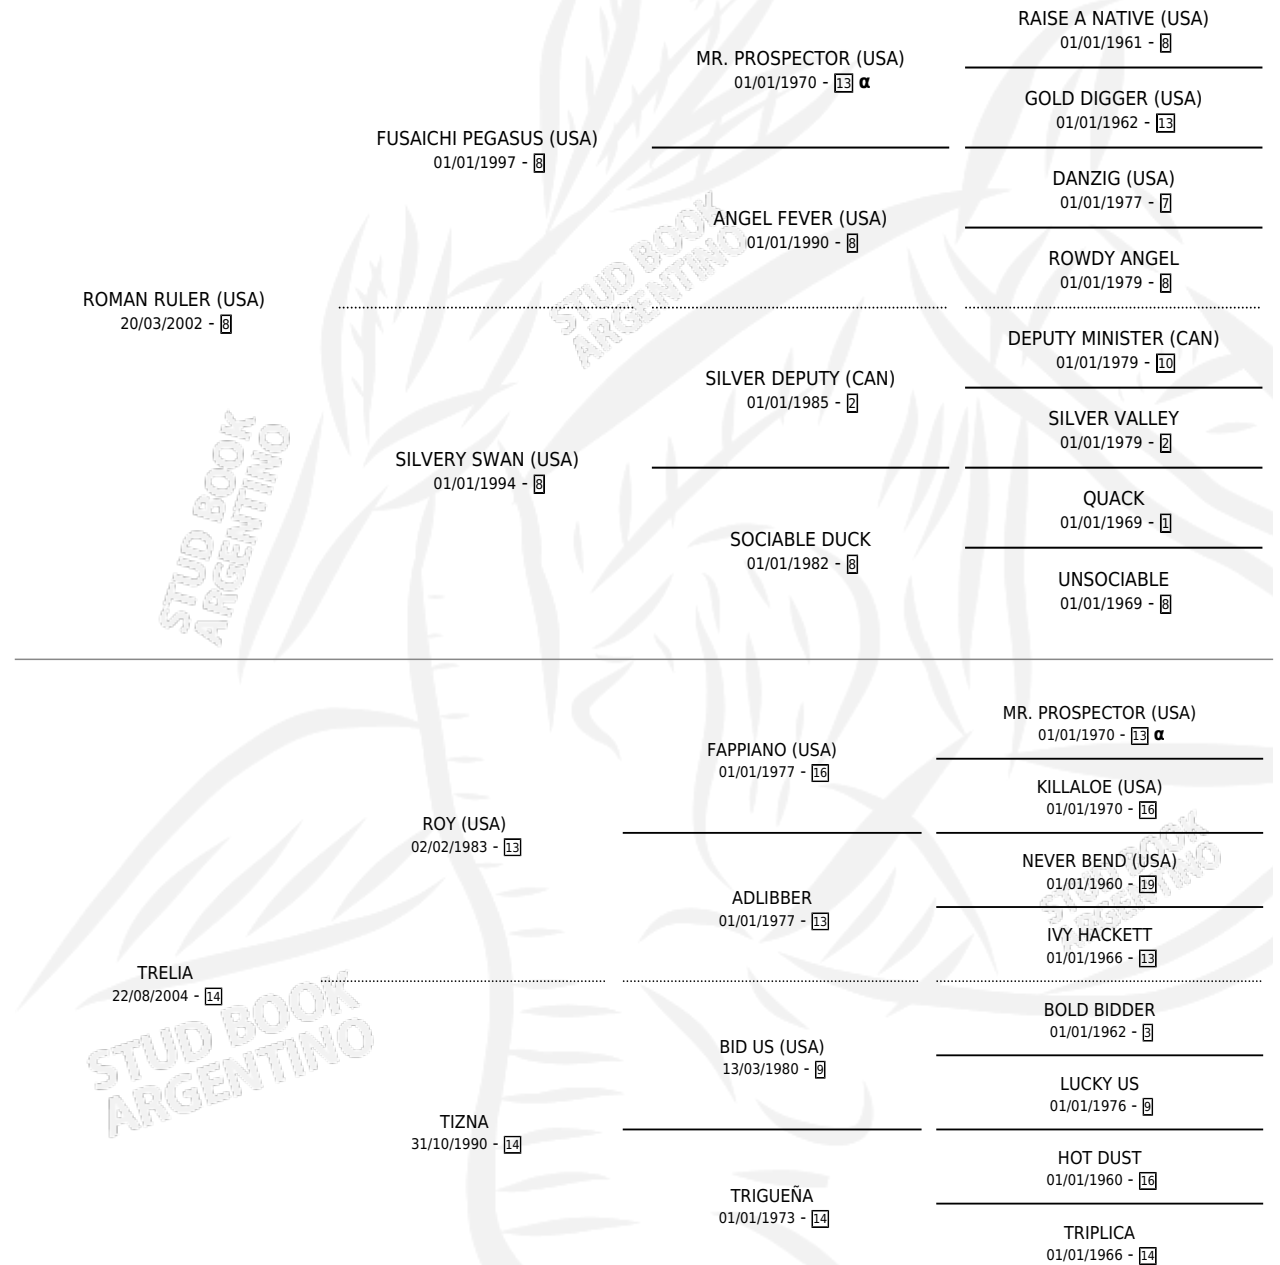 RAISE A NATIVE (USA)
01/01/1961 - 8
MR. PROSPECTOR (USA)
01/01/1970 - 13 α
GOLD DIGGER (USA)
01/01/1962 - 13
FUSAICHI PEGASUS (USA)
01/01/1997 - 8
DANZIG (USA)
01/01/1977 - 7
ANGEL FEVER (USA)
01/01/1990 - 8
ROWDY ANGEL
01/01/1979 - 8
ROMAN RULER (USA)
20/03/2002 - 8
DEPUTY MINISTER (CAN)
01/01/1979 - 10
SILVER DEPUTY (CAN)
01/01/1985 - 2
SILVER VALLEY
01/01/1979 - 2
SILVERY SWAN (USA)
01/01/1994 - 8
QUACK
01/01/1969 - 1
SOCIABLE DUCK
01/01/1982 - 8
UNSOCIABLE
01/01/1969 - 8
MR. PROSPECTOR (USA)
01/01/1970 - 13 α
FAPPIANO (USA)
01/01/1977 - 16
KILLALOE (USA)
01/01/1970 - 16
ROY (USA)
02/02/1983 - 13
NEVER BEND (USA)
01/01/1960 - 19
ADLIBBER
01/01/1977 - 13
IVY HACKETT
01/01/1966 - 13
TRELIA
22/08/2004 - 14
BOLD BIDDER
01/01/1962 - 3
BID US (USA)
13/03/1980 - 9
LUCKY US
01/01/1976 - 9
TIZNA
31/10/1990 - 14
HOT DUST
01/01/1960 - 16
TRIGUEÑA
01/01/1973 - 14
TRIPLICA
01/01/1966 - 14
STUD BOOK
ARGENTINO
STUD BOOK
ARGENTINO
STUD BOOK
ARGENTINO
STUD BOOK
ARGENTINO